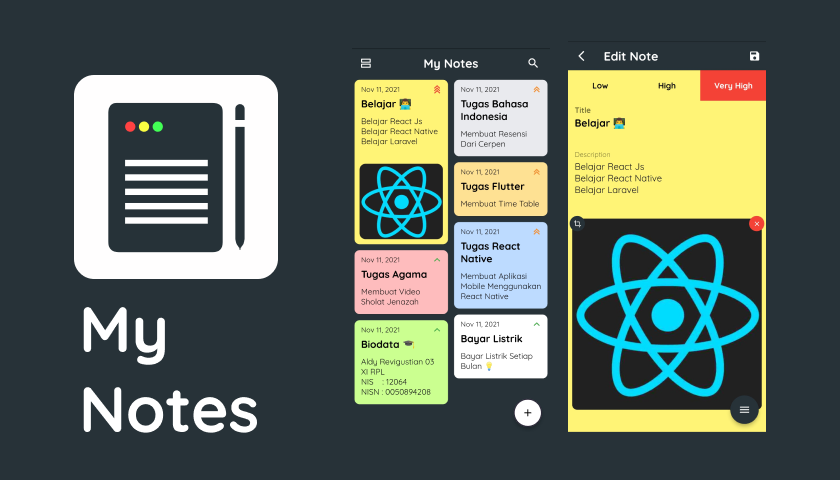 My
Notes
My Notes
Nov 11, 2021
Belajar 👨‍💻
Belajar React Js
Belajar React Native
Belajar Laravel
Nov 11, 2021
Tugas Agama
Membuat Video
Sholat Jenazah
Nov 11, 2021
Biodata 🎓
Aldy Revigustian 03
XI RPL
NIS : 12064
NISN : 0050894208
Nov 11, 2021
Tugas Bahasa
Indonesia
Membuat Resensi
Dari Cerpen
Nov 11, 2021
Tugas Flutter
Membuat Time Table
Nov 11, 2021
Tugas React
Native
Membuat Aplikasi
Mobile Menggunakan
React Native
Nov 11, 2021
Bayar Listrik
Bayar Listrik Setiap
Bulan 💡
Edit Note
Low High Very High
Title
Belajar 👨‍💻
Description
Belajar React Js
Belajar React Native
Belajar Laravel